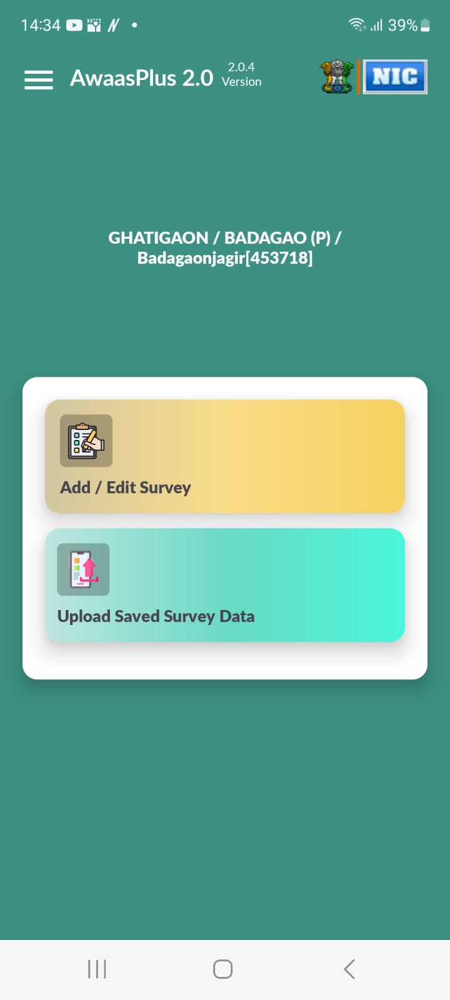 14:34
39%
AwaasPlus 2.0
2.0.4
Version
NIC
GHATIGAON / BADAGAO (P) /
Badagaonjagir[453718]
Add / Edit Survey
Upload Saved Survey Data